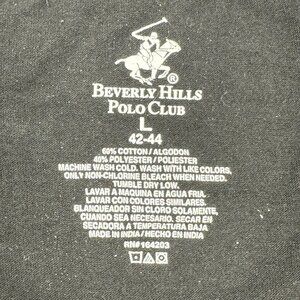 ®
BEVERLY HILLS
POLO CLUB
L
42-44
60% COTTON / ALGODON
40% POLYESTER / POLIESTER
MACHINE WASH COLD. WASH WITH LIKE COLORS.
ONLY NON-CHLORINE BLEACH WHEN NEEDED.
TUMBLE DRY LOW.
LAVAR A MAQUINA EN AGUA FRIA.
LAVAR CON COLORES SIMILARES.
BLANQUEADOR SIN CLORO SOLAMENTE,
CUANDO SEA NECESARIO. SECAR EN
SECADORA A TEMPERATURA BAJA
MADE IN INDIA / HECHO EN INDIA
RN# 164203